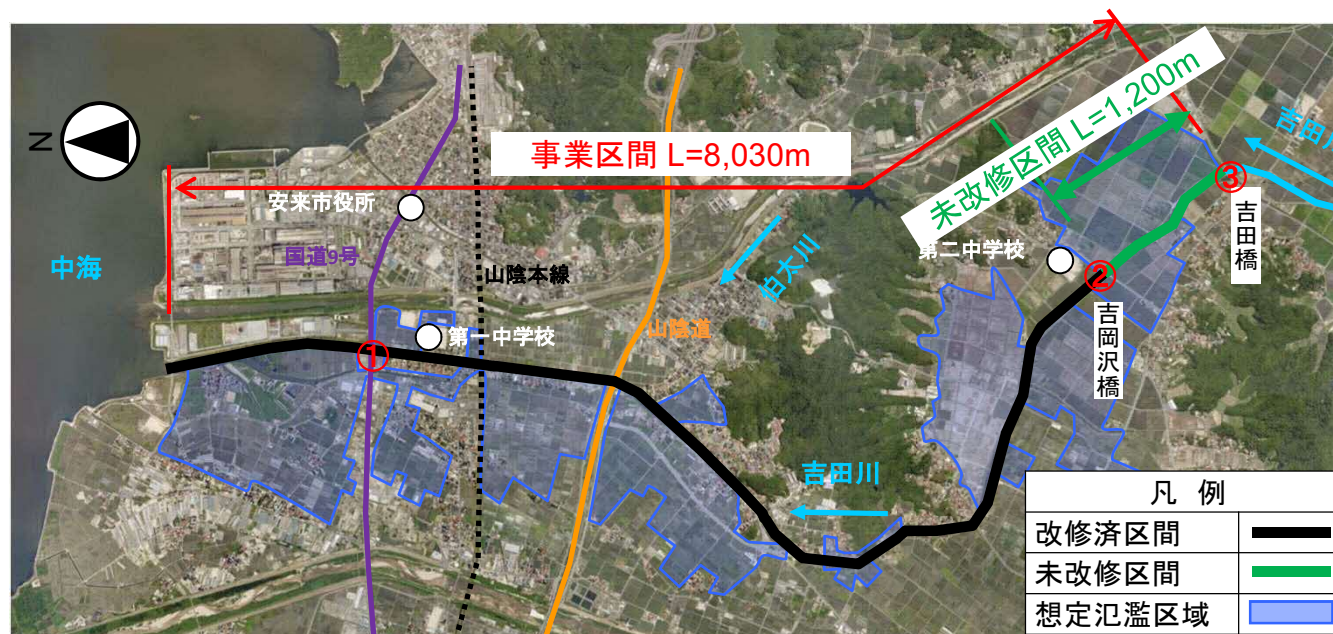 事業区間 L=8,030m
未改修区間 L=1,200m
N
中海
安来市役所
国道9号
山陰本線
伯太川
第一中学校
山陰道
第二中学校
吉田川
①
②
③
吉岡沢橋
吉田橋
吉田川
凡 例
改修済区間
未改修区間
想定氾濫区域